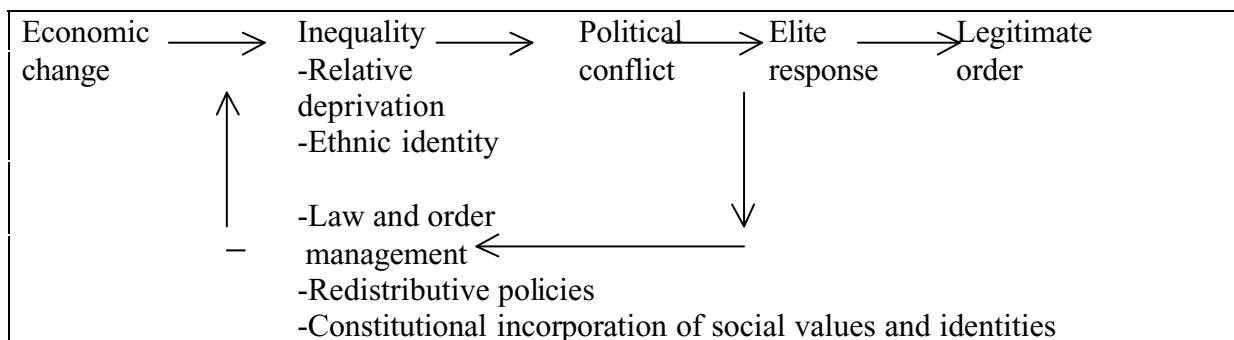 Economic change
Inequality
-Relative deprivation
-Ethnic identity
Political conflict
Elite response
Legitimate order
-Law and order management
-Redistributive policies
-Constitutional incorporation of social values and identities